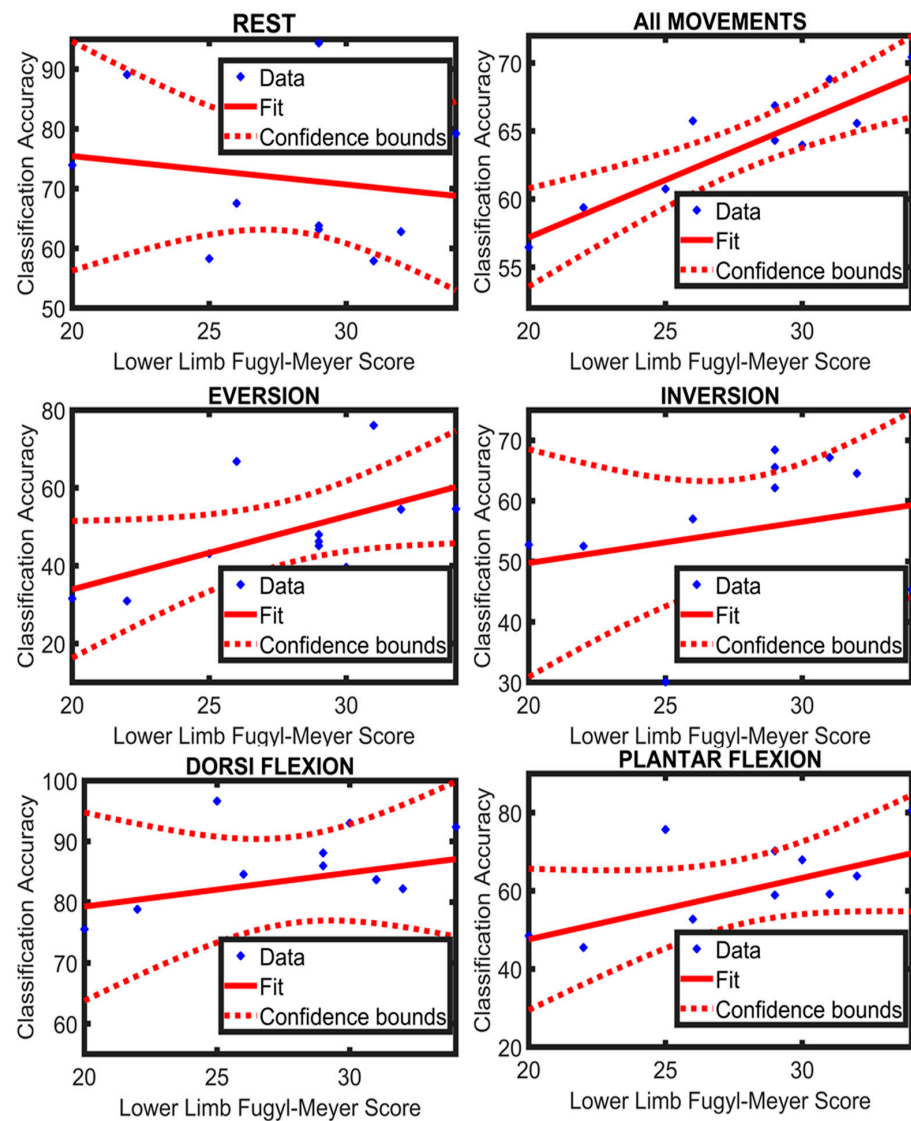 REST
Classification Accuracy
90
80
70
60
50
20
25
30
Data
Fit
Confidence bounds
Lower Limb Fugyl-Meyer Score
All MOVEMENTS
Classification Accuracy
70
65
60
55
20
25
30
Data
Fit
Confidence bounds
Lower Limb Fugyl-Meyer Score
EVERSION
Classification Accuracy
80
60
40
20
20
25
30
Data
Fit
Confidence bounds
Lower Limb Fugyl-Meyer Score
INVERSION
Classification Accuracy
70
60
50
40
30
20
25
30
Data
Fit
Confidence bounds
Lower Limb Fugyl-Meyer Score
DORSI FLEXION
Classification Accuracy
100
90
80
70
60
20
25
30
Data
Fit
Confidence bounds
Lower Limb Fugyl-Meyer Score
PLANTAR FLEXION
Classification Accuracy
80
60
40
20
20
25
30
Data
Fit
Confidence bounds
Lower Limb Fugyl-Meyer Score